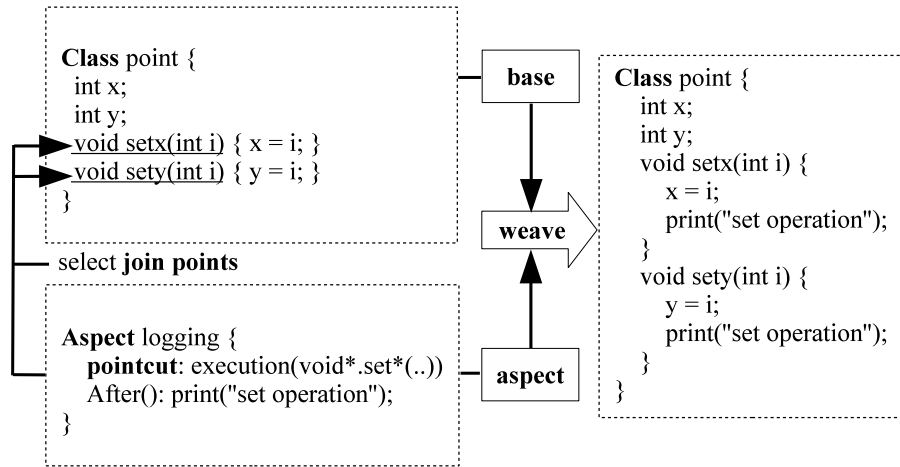 Class point {
int x;
int y;
void setx(int i) { x = i; }
void sety(int i) { y = i; }
}
select join points
Aspect logging {
pointcut: execution(void*.set*(..))
After(): print("set operation");
}
base
weave
aspect
Class point {
int x;
int y;
void setx(int i) {
x = i;
print("set operation");
}
void sety(int i) {
y = i;
print("set operation");
}
}